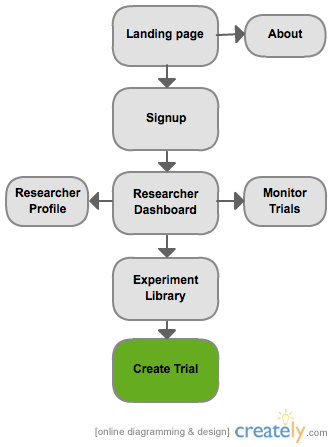 Landing page
About
Signup
Researcher
Profile
Researcher
Dashboard
Monitor
Trials
Experiment
Library
Create Trial
[online diagramming & design] creately.com